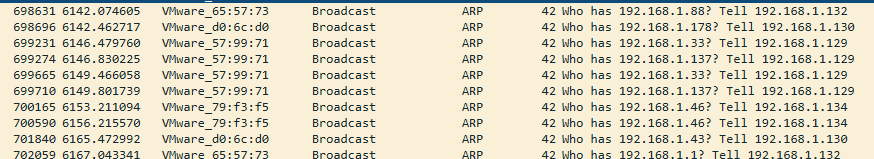 698631 6142.074605 VMware_65:57:73 Broadcast ARP 42 Who has 192.168.1.88? Tell 192.168.1.132
698696 6142.462717 VMware_d0:6c:d0 Broadcast ARP 42 Who has 192.168.1.178? Tell 192.168.1.130
699231 6146.479760 VMware_57:99:71 Broadcast ARP 42 Who has 192.168.1.33? Tell 192.168.1.129
699274 6146.830225 VMware_57:99:71 Broadcast ARP 42 Who has 192.168.1.137? Tell 192.168.1.129
699665 6149.466058 VMware_57:99:71 Broadcast ARP 42 Who has 192.168.1.33? Tell 192.168.1.129
699710 6149.801739 VMware_57:99:71 Broadcast ARP 42 Who has 192.168.1.137? Tell 192.168.1.129
700165 6153.211094 VMware_79:f3:f5 Broadcast ARP 42 Who has 192.168.1.46? Tell 192.168.1.134
700590 6156.215570 VMware_79:f3:f5 Broadcast ARP 42 Who has 192.168.1.46? Tell 192.168.1.134
701840 6165.472992 VMware_d0:6c:d0 Broadcast ARP 42 Who has 192.168.1.43? Tell 192.168.1.130
702059 6167.043341 VMware_65:57:73 Broadcast ARP 42 Who has 192.168.1.1? Tell 192.168.1.132